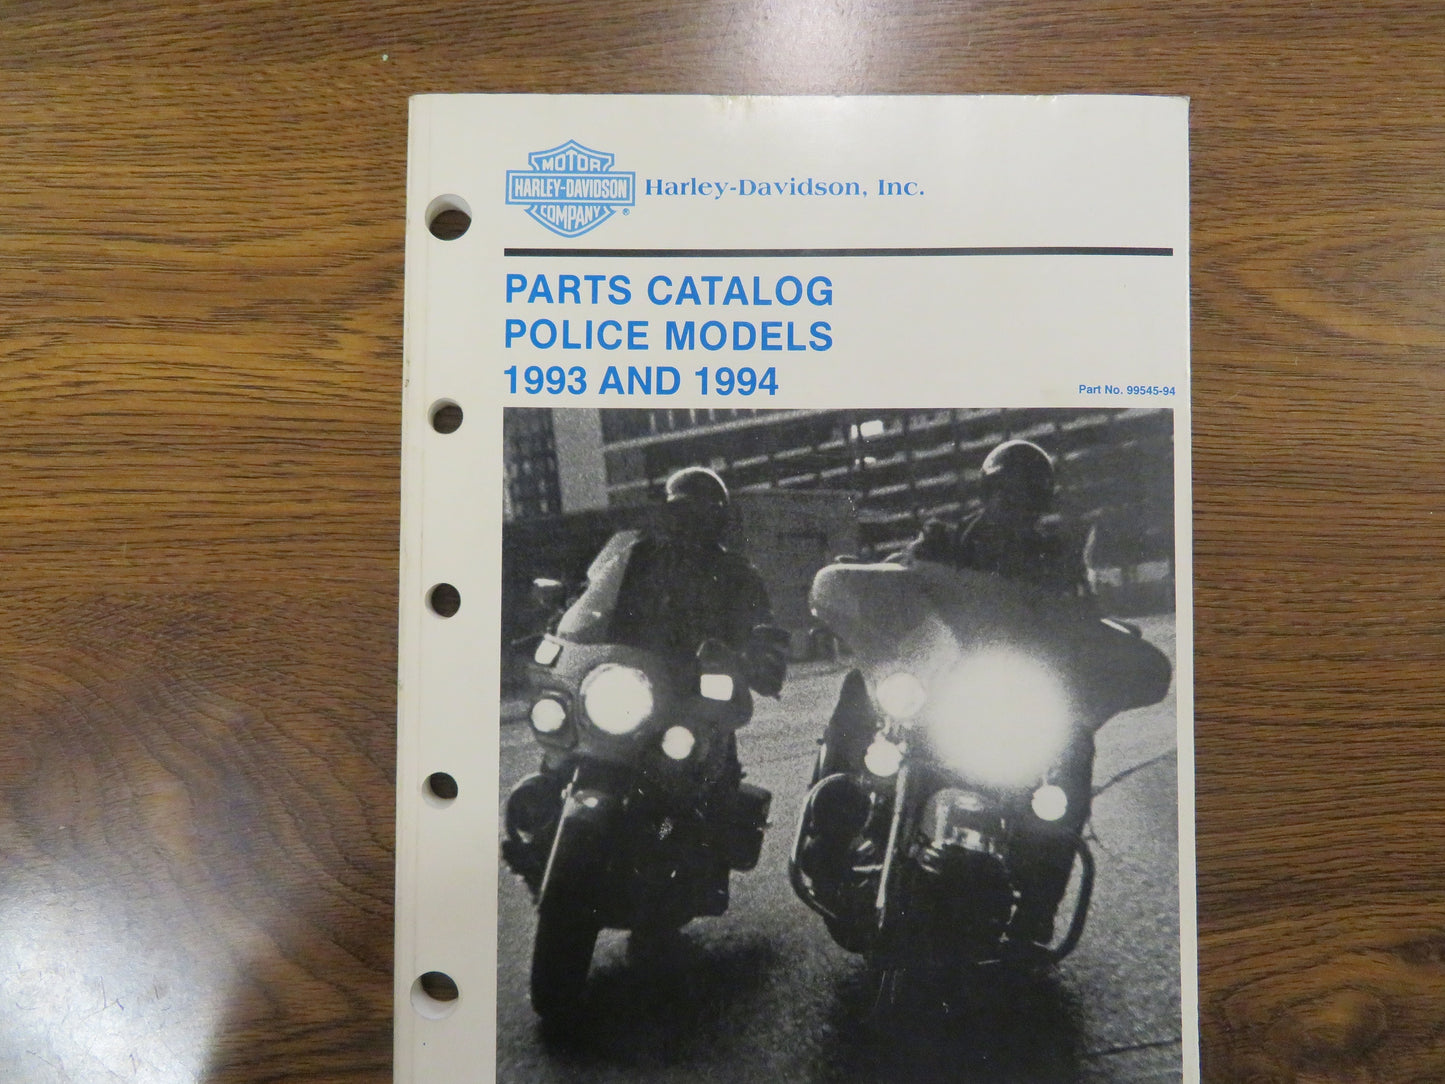 MOTOR
HARLEY-DAVIDSON
COMPANY ®
Harley-Davidson, Inc.
PARTS CATALOG
POLICE MODELS
1993 AND 1994
Part No. 99545-94